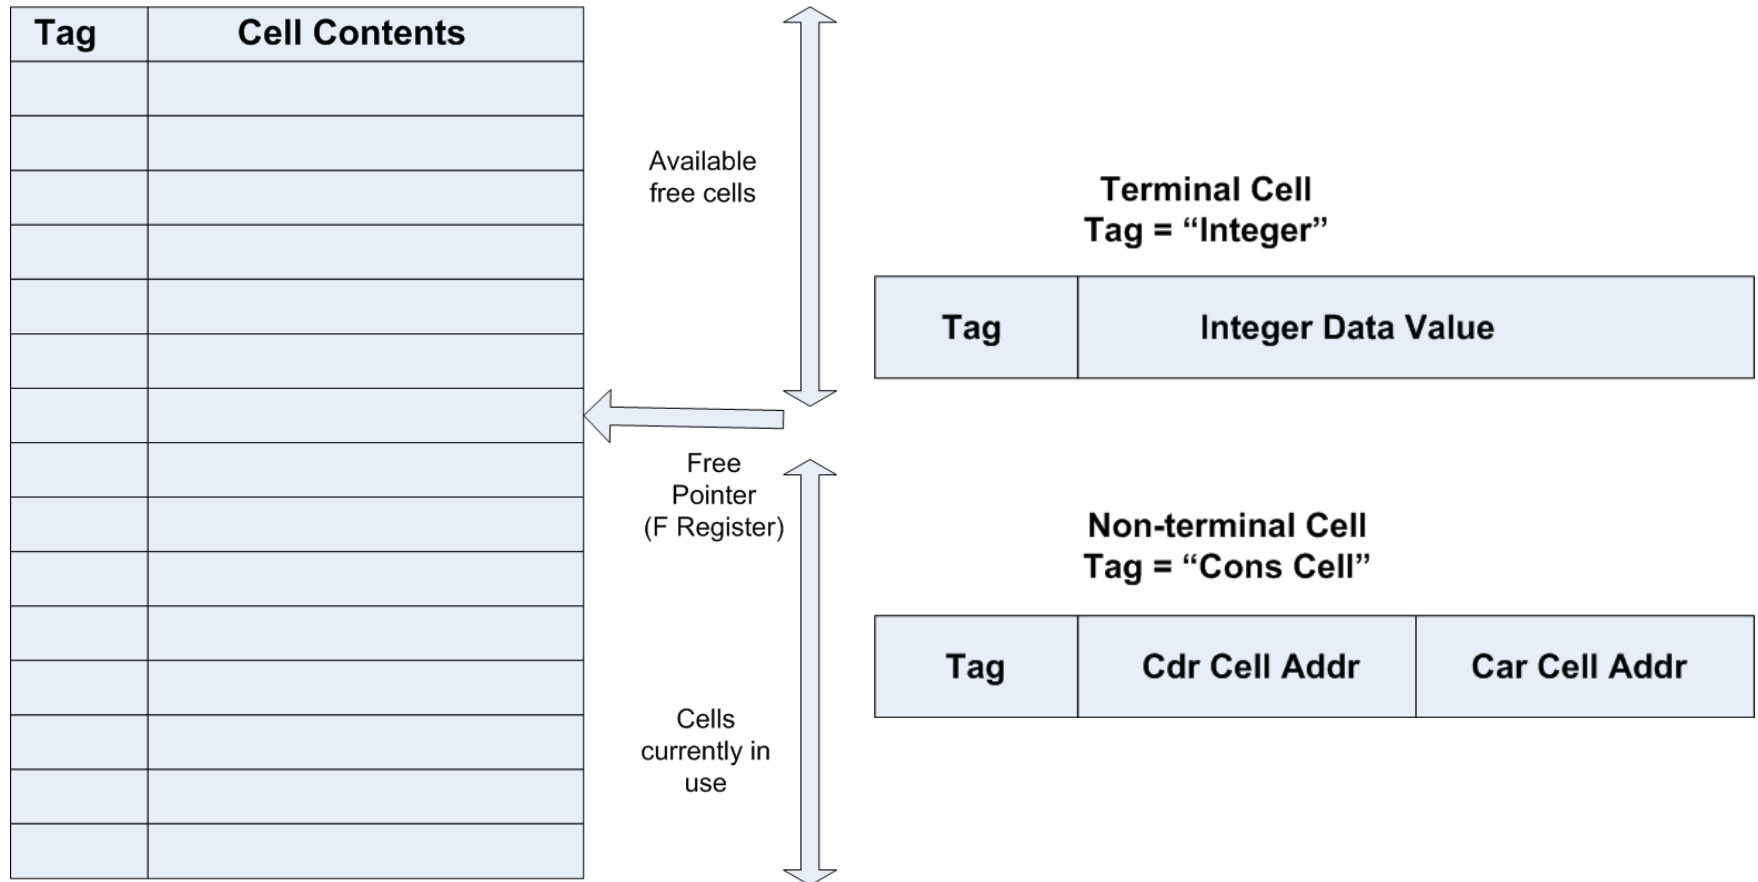 Tag
Cell Contents
Available
free cells
Free
Pointer
(F Register)
Cells
currently in
use
Terminal Cell
Tag = “Integer”
Tag
Integer Data Value
Non-terminal Cell
Tag = “Cons Cell”
Tag
Cdr Cell Addr
Car Cell Addr